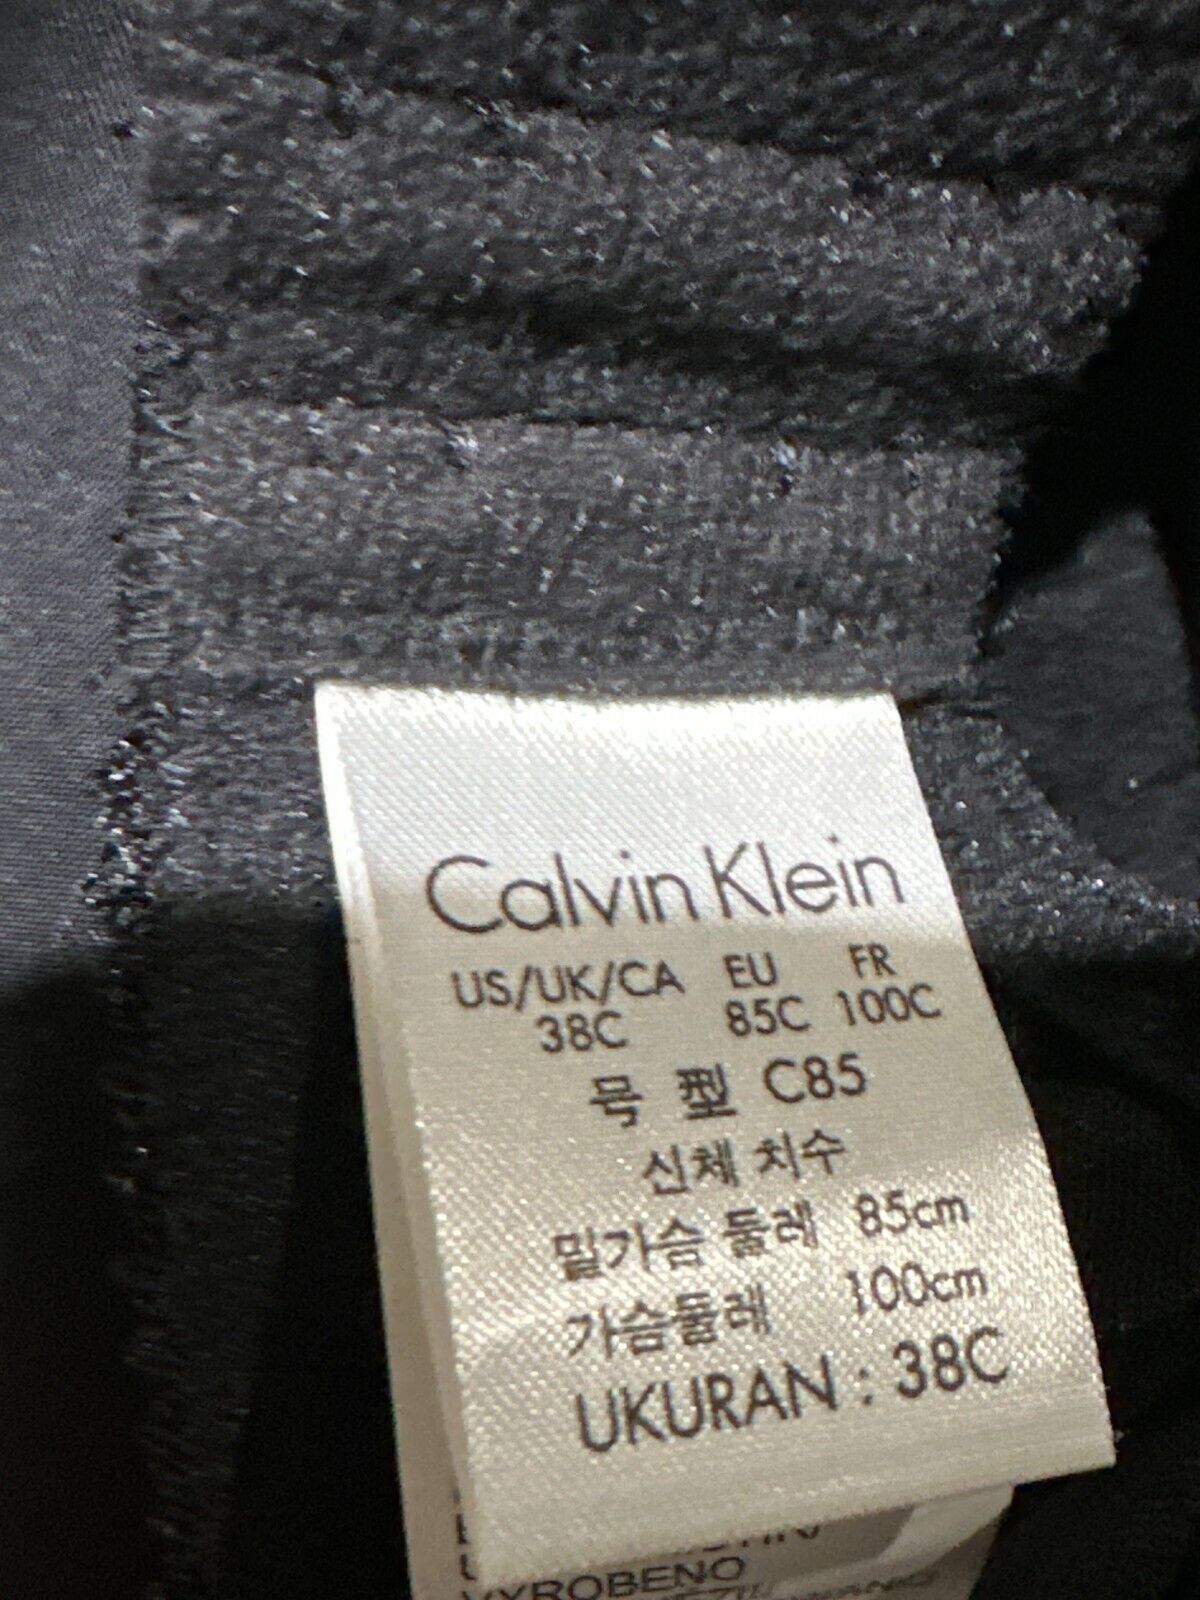 Calvin Klein
US/UK/CA EU FR
38C 85C 100C
号 型 C85
신체 치수
밑가슴 둘레 85cm
가슴둘레 100cm
UKURAN : 38C
VYROBENO